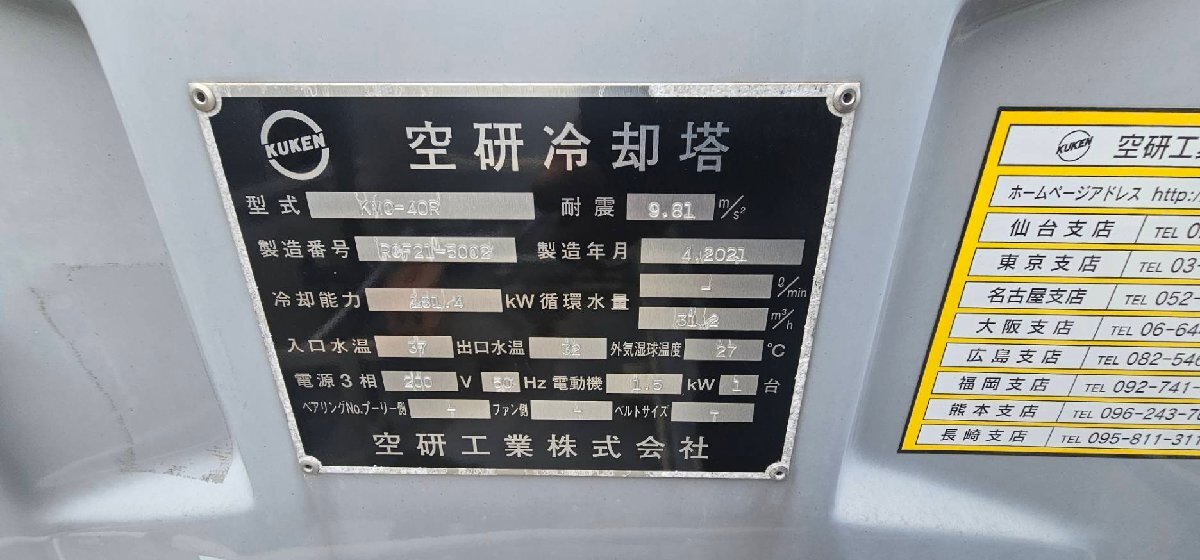 KUKEN 空研冷却塔
型式 KMC-40R 耐震 9.81 m/s²
製造番号 製造年月 4.2021
冷却能力 181.4 kW 循環水量 - ℓ/min
31.2 m³/h
入口水温 37 出口水温 32 外気湿球温度 27 ℃
電源3相 200 V 60 Hz 電動機 1.5 kW 1 台
ベアリングNo.プーリー側 - ファン側 - ベルトサイズ -
空研工業株式会社
KUKEN 空研工
ホームページアドレス http:/
仙台支店 TEL
東京支店 TEL 03-
名古屋支店 TEL 052
大阪支店 TEL 06-64
広島支店 TEL 082-546
福岡支店 TEL 092-741-
熊本支店 TEL 096-243-
長崎支店 TEL 095-811-311